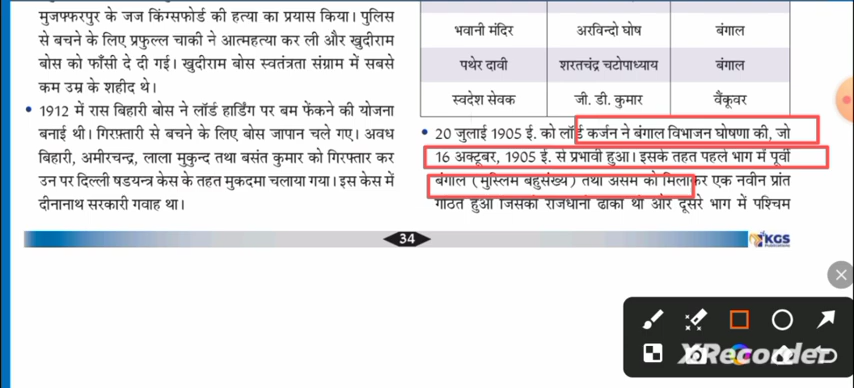 मुजफ्फरपुर के जज किंग्सफोर्ड की हत्या का प्रयास किया। पुलिस
से बचने के लिए प्रफुल्ल चाकी ने आत्महत्या कर ली और खुदीराम
बोस को फाँसी दे दी गई। खुदीराम बोस स्वतंत्रता संग्राम में सबसे
कम उम्र के शहीद थे।
• 1912 में रास बिहारी बोस ने लॉर्ड हार्डिंग पर बम फेंकने की योजना
बनाई थी। गिरफ़्तारी से बचने के लिए बोस जापान चले गए। अवध
बिहारी, अमीरचन्द्र, लाला मुकुन्द तथा बसंत कुमार को गिरफ्तार कर
उन पर दिल्ली षडयन्त्र केस के तहत मुकदमा चलाया गया। इस केस में
दीनानाथ सरकारी गवाह था।
भवानी मंदिर अरविन्दो घोष बंगाल
पथेर दावी शरतचंद्र चटोपाध्याय बंगाल
स्वदेश सेवक जी. डी. कुमार वैंकूवर
• 20 जुलाई 1905 ई. को लॉर्ड कर्जन ने बंगाल विभाजन घोषणा की, जो
16 अक्टूबर, 1905 ई. से प्रभावी हुआ। इसके तहत पहले भाग में पूर्वी
बंगाल (मुस्लिम बहुसंख्य) तथा असम को मिलाकर एक नवीन प्रांत
गठित हुआ जिसकी राजधानी ढाका थी और दूसरे भाग में पश्चिम
34
KGS
XRecorder